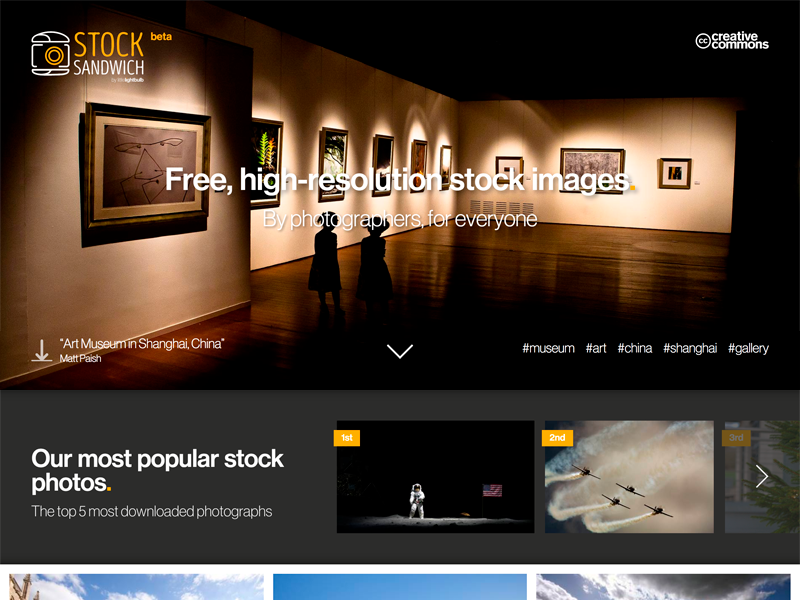 STOCK beta
SANDWICH
by littlelightbulb
creative
cc commons
Free, high-resolution stock images.
By photographers, for everyone
"Art Museum in Shanghai, China"
Matt Paish
#museum #art #china #shanghai #gallery
1st
2nd
3rd
Our most popular stock
photos.
The top 5 most downloaded photographs